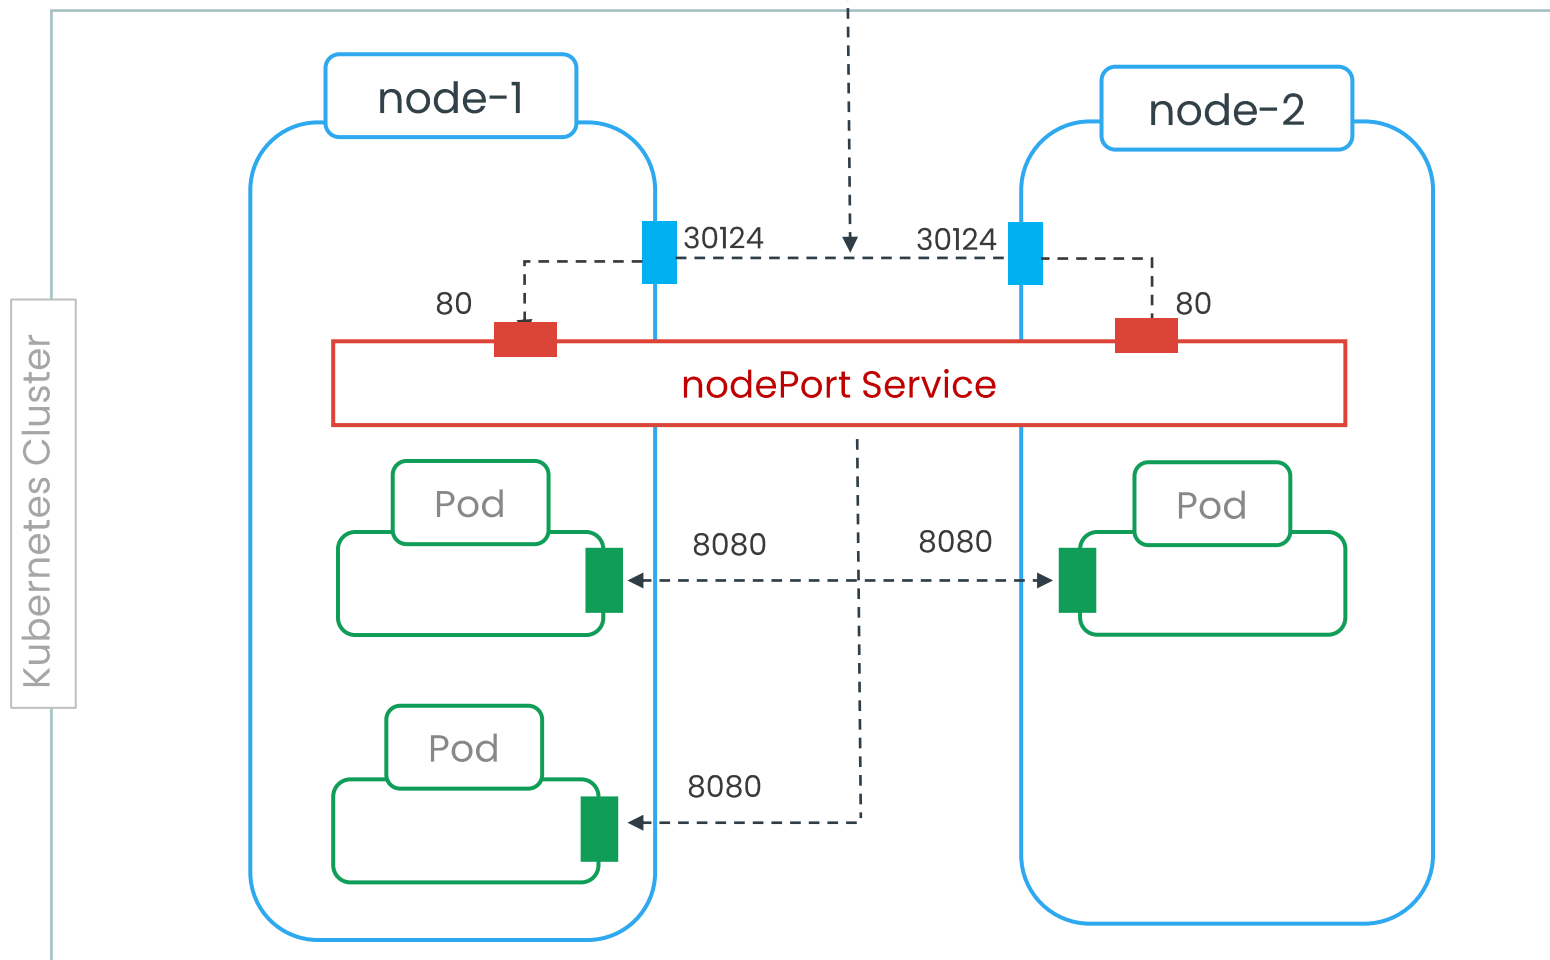 node-1
node-2
30124
30124
80
80
nodePort Service
Kubernetes Cluster
Pod
Pod
8080
8080
Pod
8080